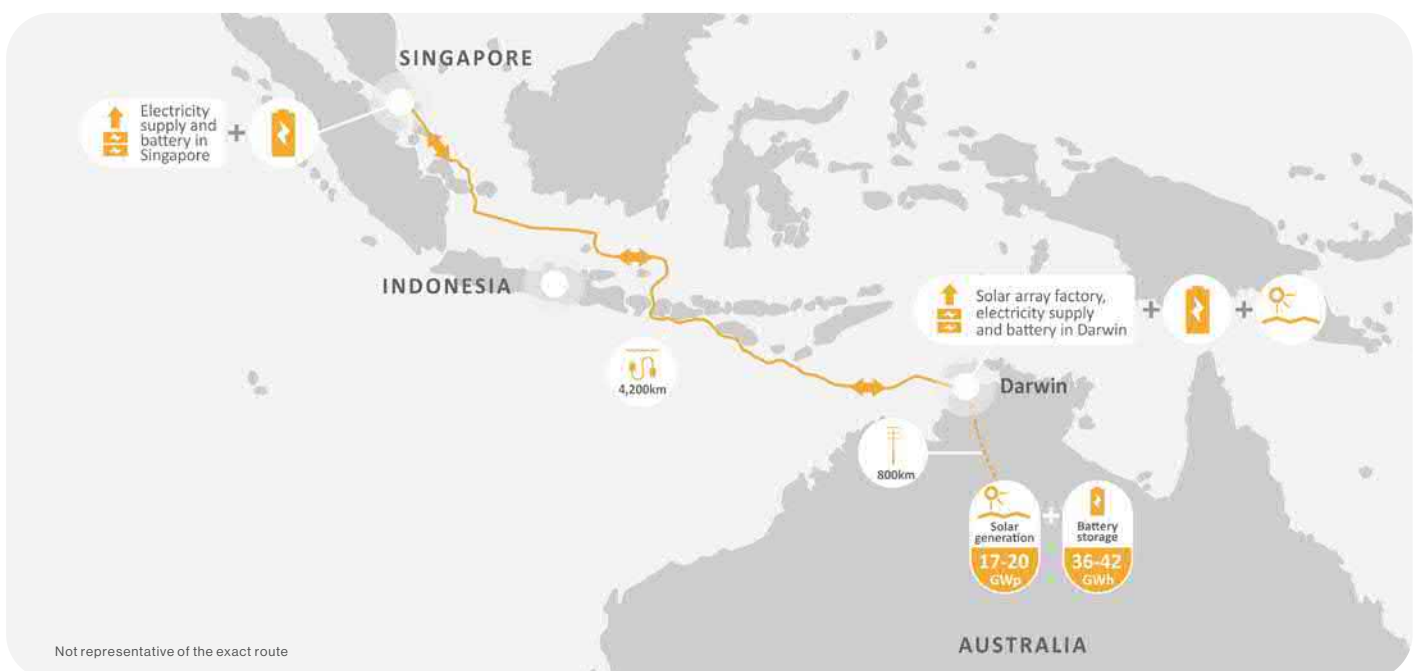 SINGAPORE
Electricity
supply and
battery in
Singapore
+
INDONESIA
Solar array factory,
electricity supply
and battery in Darwin
+
+
4,200km
Darwin
800km
Solar
generation
17-20
GWp
+
Battery
storage
36-42
GWh
AUSTRALIA
Not representative of the exact route